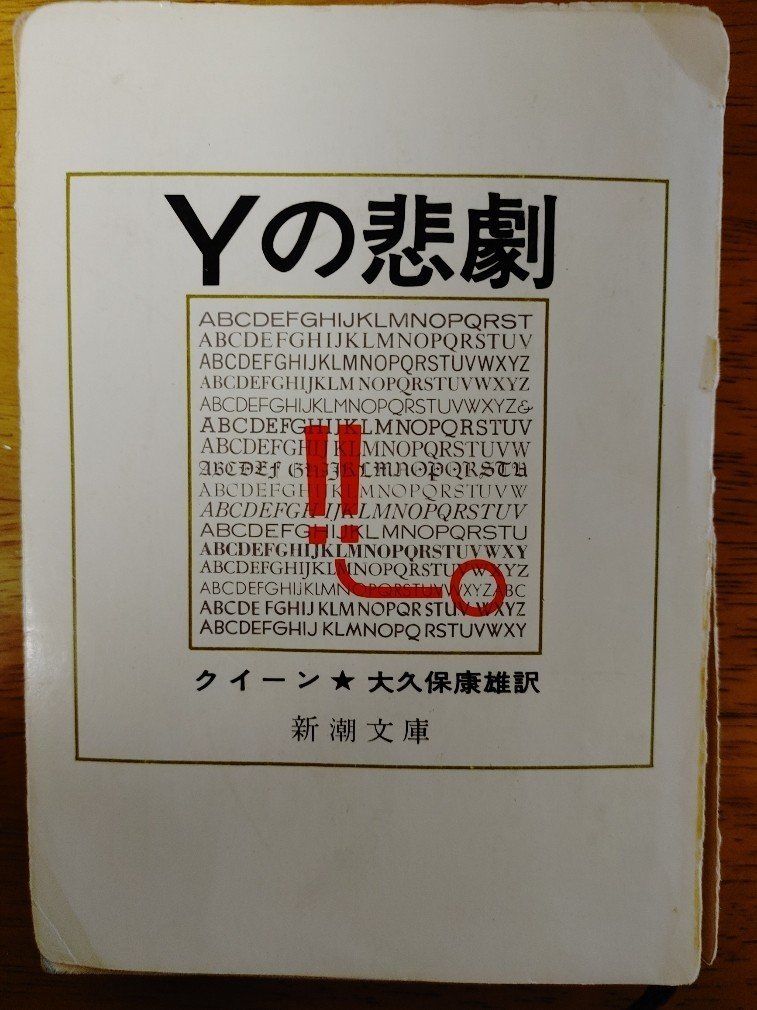 Yの悲劇
ABCDEFGHIJKLMNOPQRST
ABCDEFGHIJKLMNOPQRSTUV
ABCDEFGHIJKLMNOPQRSTUVWXYZ
ABCDEFGHIJKLMNOPQRSTUVWXYZ
ABCDEFGHIJKLMNOPQRSTUVWXYZ&
ABCDEFGHIJKLMNOPQRSTUV
ABCDEFGHIJKLMNOPQRSTUVW
ABCDEFGHIJKLMNOPQRSTU
ABCDEFGHIJKLMNOPQRSTUVW
ABCDEFGHIJKLMNOPQRSTUV
ABCDEFGHIJKLMNOPQRSTU
ABCDEFGHIJKLMNOPQRSTUVWXY
ABCDEFGHIJKLMNOPQRSTUVWXYZ
ABCDEFGHIJKLMNOPQRSTUVWXYZABC
ABCDEFGHIJKLMNOPQRSTUVWXYZ
ABCDEFGHIJKLMNOPQRSTUVWXY
!!
クイーン★大久保康雄訳
新潮文庫